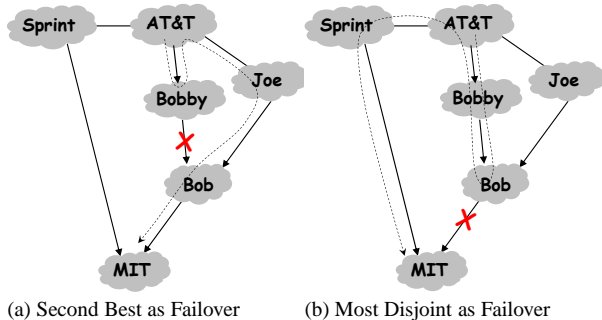 Sprint
AT&T
Joe
Bobby
Bob
MIT
(a) Second Best as Failover
Sprint
AT&T
Joe
Bobby
Bob
MIT
(b) Most Disjoint as Failover